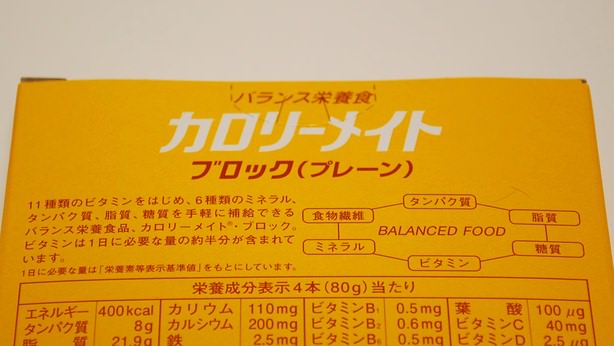 バランス栄養食
カロリーメイト
ブロック(プレーン)
11種類のビタミンをはじめ、6種類のミネラル、
タンパク質、脂質、糖質を手軽に補給できる
バランス栄養食品、カロリーメイト®・ブロック。
ビタミンは1日に必要な量の約半分が含まれて
います。
1日に必要な量は「栄養素等表示基準値」をもとにしています。
タンパク質
食物繊維
脂質
BALANCED FOOD
ミネラル
糖質
ビタミン
栄養成分表示4本(80g)当たり
エネルギー 400kcal カリウム 110mg ビタミンB₁ 0.5mg 葉酸 100μg
タンパク質 8g カルシウム 200mg ビタミンB₂ 0.6mg ビタミンC 40mg
脂質 21.9g 鉄 2.5mg ビタミンB₆ 0.5mg ビタミンD 2.5μg